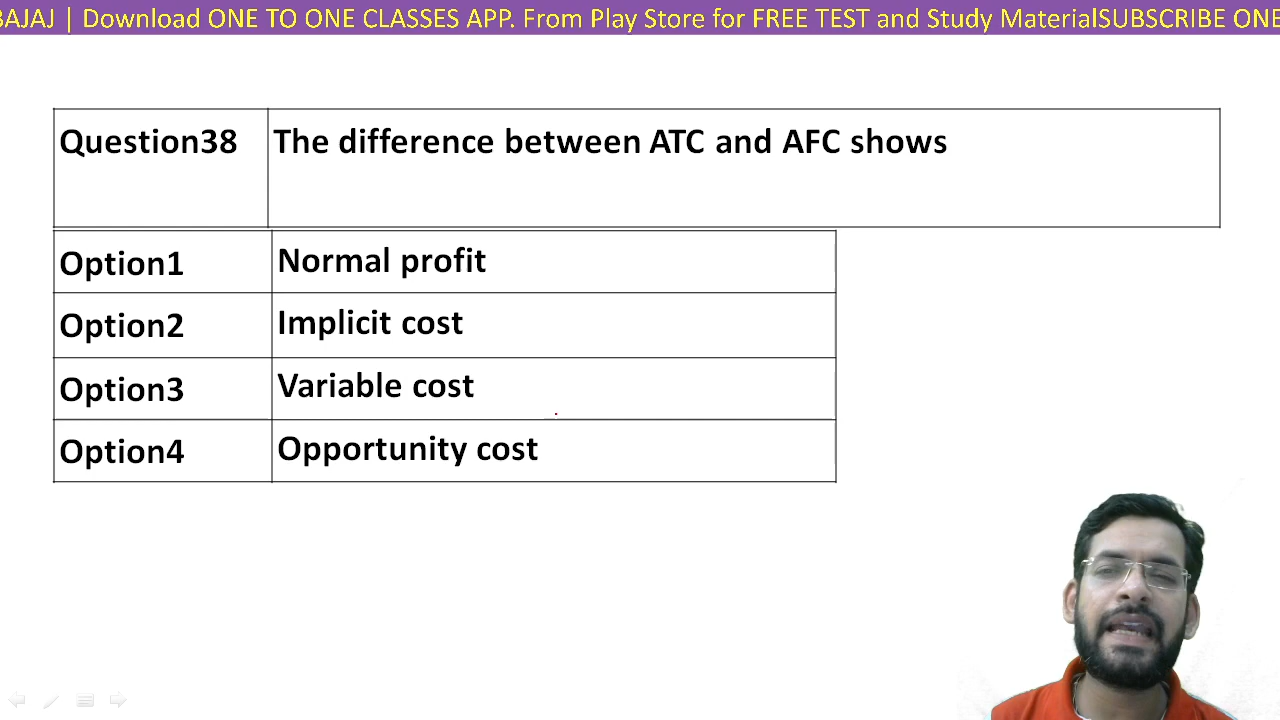 BAJAJ | Download ONE TO ONE CLASSES APP. From Play Store for FREE TEST and Study MaterialSUBSCRIBE ONE
Question38 The difference between ATC and AFC shows
Option1 Normal profit
Option2 Implicit cost
Option3 Variable cost
Option4 Opportunity cost